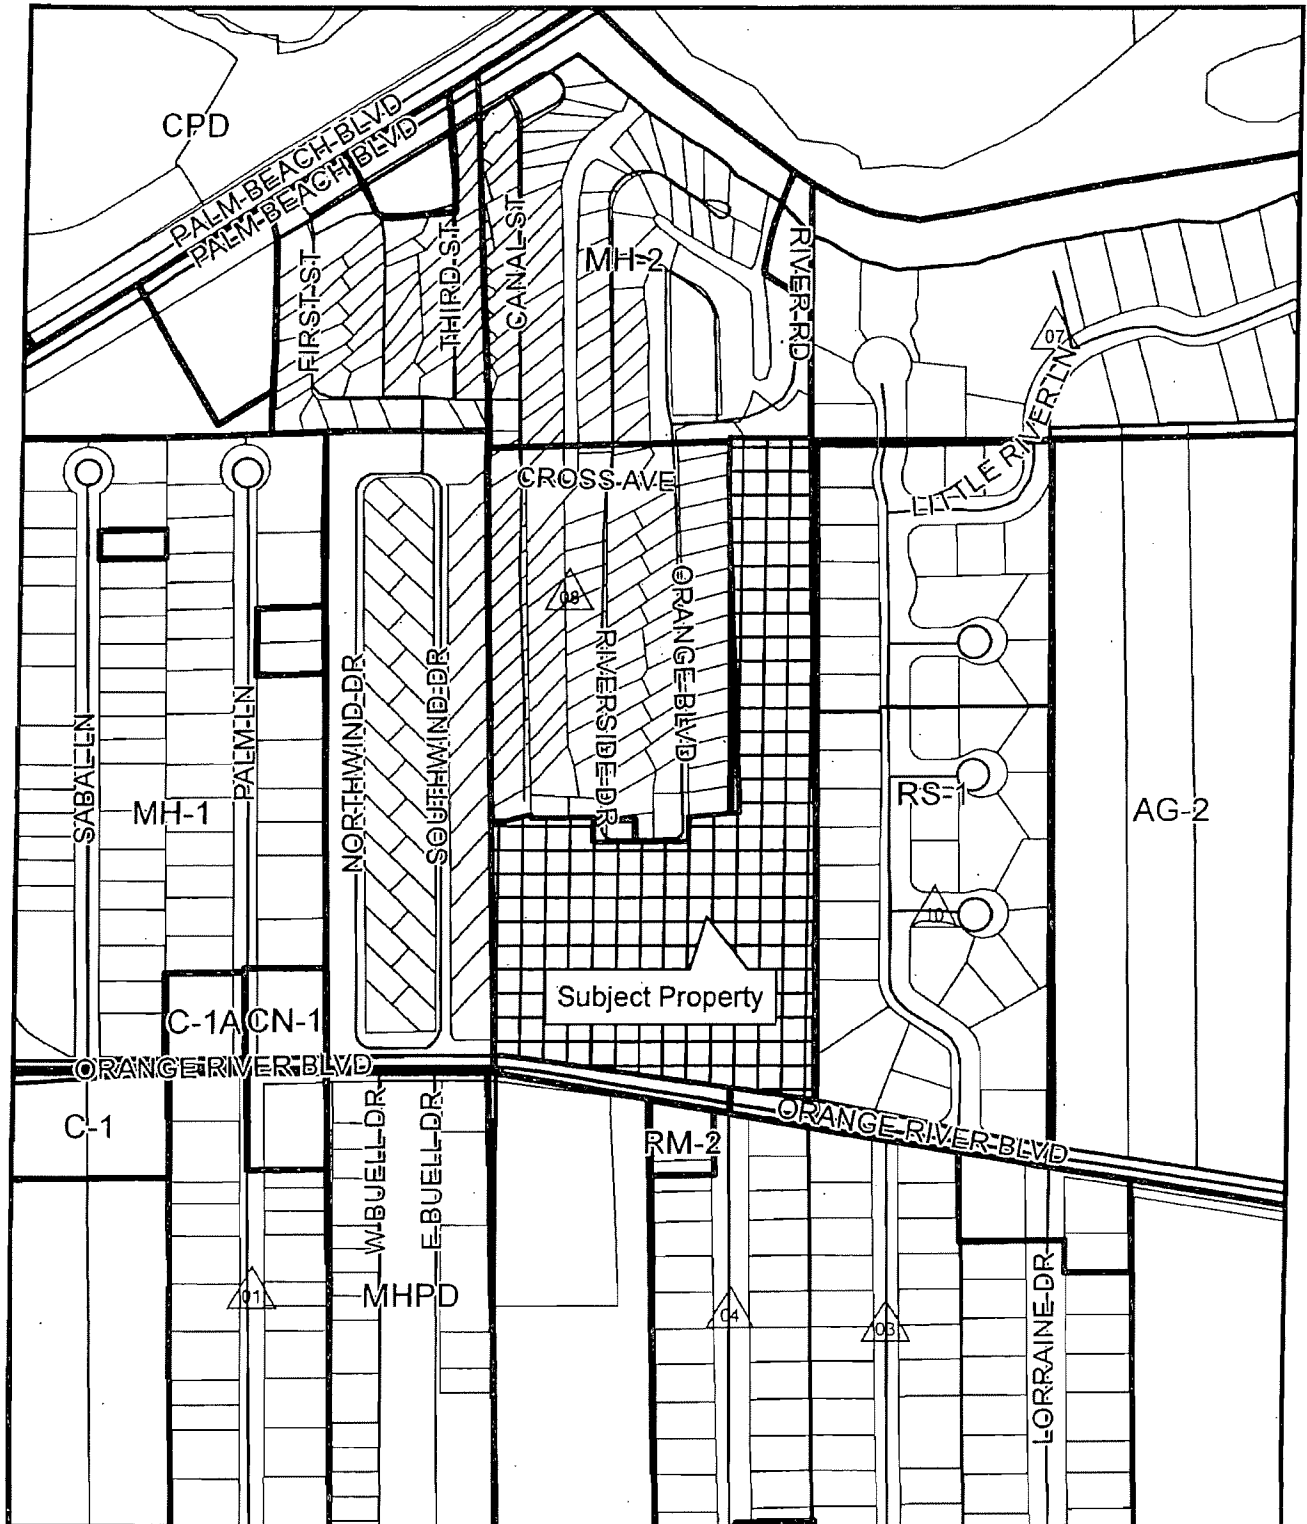 CPD
PALM-BEACH-BLVD
PALM-BEACH-BLVD
FIRST-ST
THIRD-ST
CANAL-ST
MH-2
RIVER-RD
07
LITTLE RIVER LN
CROSS-AVE
08
ORANGE-BLVD
RIVERSIDE-DR
NORTHWIND-DR
SOUTHWIND-DR
SABAL-LN
PALM-LN
MH-1
RS-1
AG-2
10
Subject Property
C-1A
CN-1
ORANGE RIVER BLVD
ORANGE-RIVER-BLVD
C-1
RM-2
W-BUELL-DR
E-BUELL-DR
MHPD
01
04
03
LORRAINE-DR